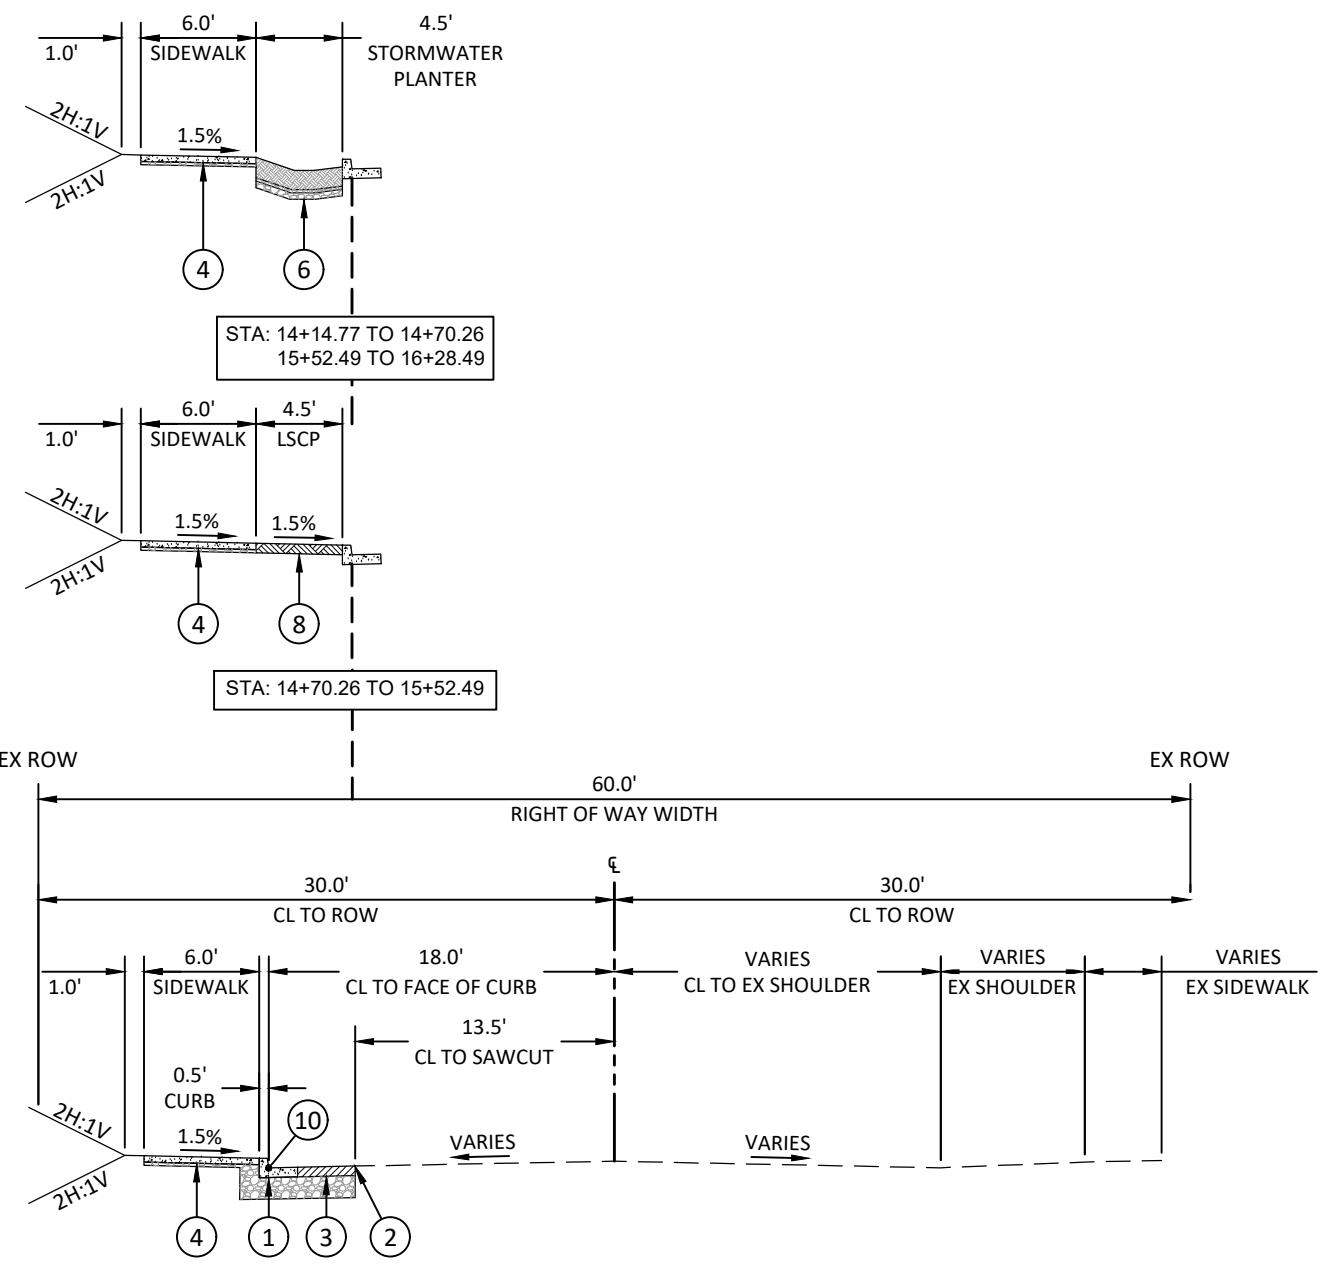 6.0' 4.5'
1.0' SIDEWALK STORMWATER
PLANTER
2H:1V
1.5%
2H:1V
4 6
STA: 14+14.77 TO 14+70.26
15+52.49 TO 16+28.49
6.0' 4.5'
1.0' SIDEWALK LSCP
2H:1V
1.5% 1.5%
2H:1V
4 8
STA: 14+70.26 TO 15+52.49
EX ROW EX ROW
60.0'
RIGHT OF WAY WIDTH
℄
30.0' 30.0'
CL TO ROW CL TO ROW
6.0' 18.0' VARIES VARIES VARIES
1.0' SIDEWALK CL TO FACE OF CURB CL TO EX SHOULDER EX SHOULDER EX SIDEWALK
13.5'
CL TO SAWCUT
0.5'
CURB
10
2H:1V
1.5% VARIES VARIES
2H:1V
4 1 3 2